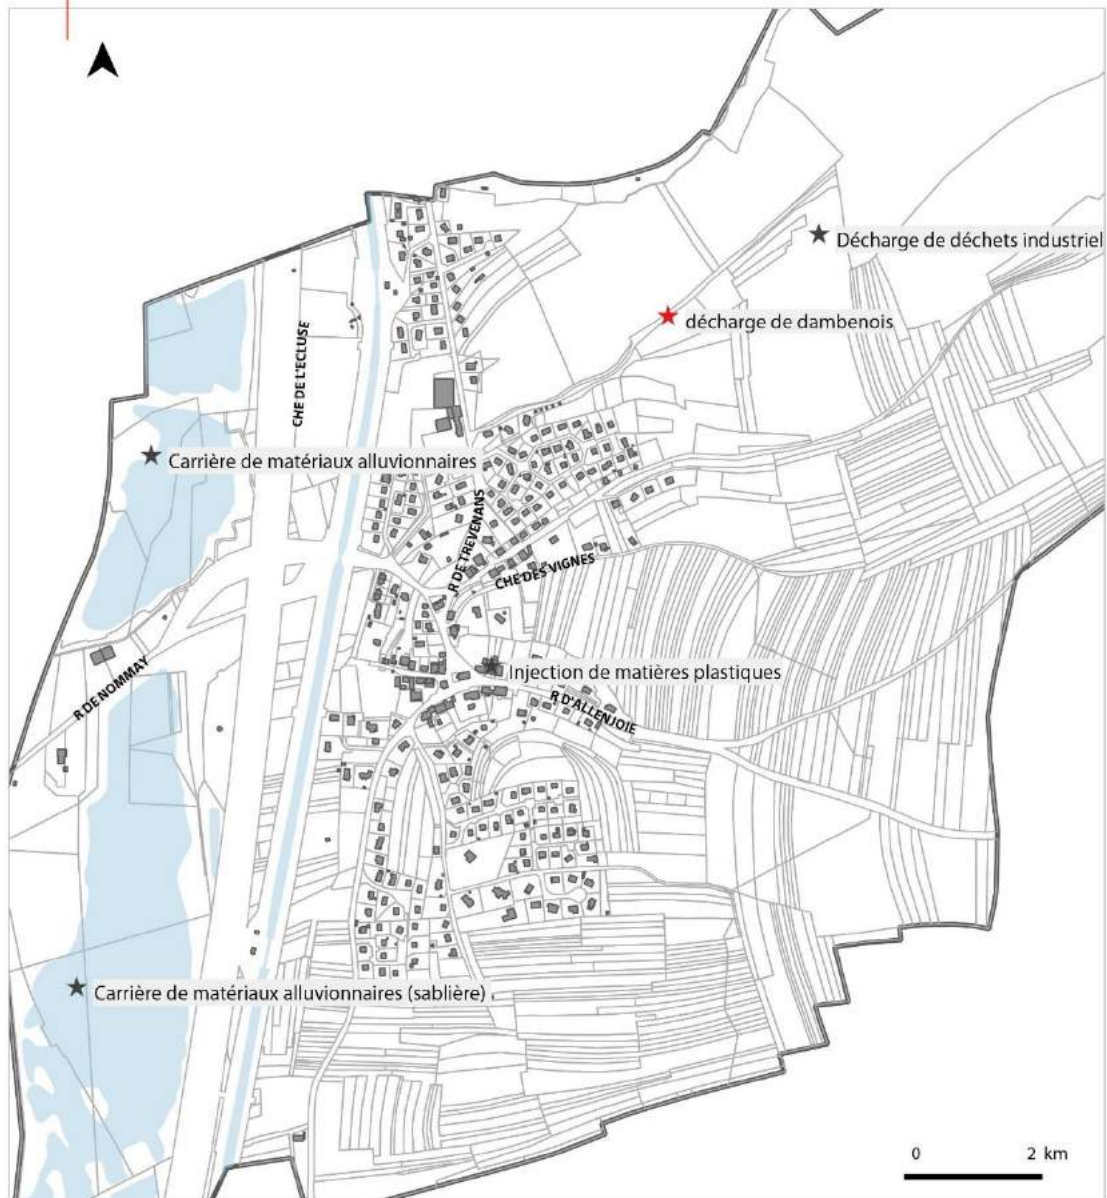 Décharge de déchets industriel
décharge de dambenois
CHE DE L'ECLUSE
Carrière de matériaux alluvionnaires
R DE TREVENANS
CHE DES VIGNES
Injection de matières plastiques
R DE NOMMAY
R D'ALLENJOIE
Carrière de matériaux alluvionnaires (sablière)
0 2 km